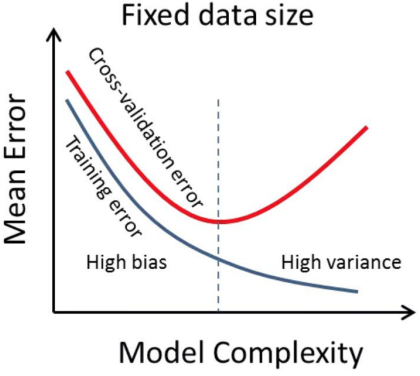 Fixed data size
Mean Error
Cross-validation error
Training error
High bias
High variance
Model Complexity